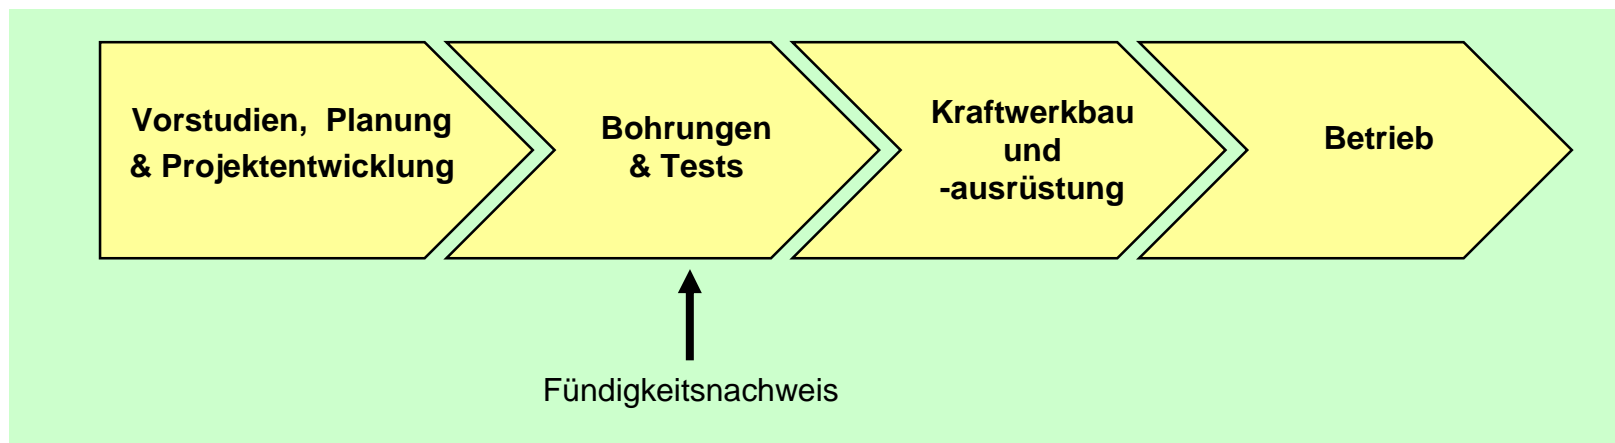 Vorstudien, Planung
& Projektentwicklung
Bohrungen
& Tests
Kraftwerkbau
und
-ausrüstung
Betrieb
Fündigkeitsnachweis